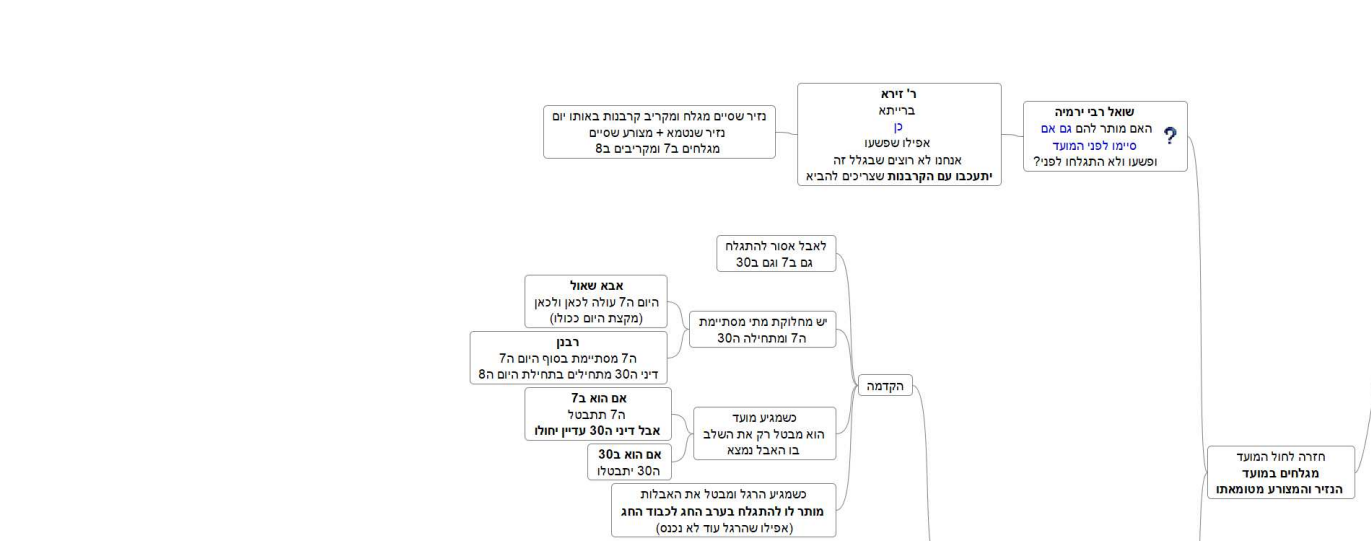 חזרה לחול המועד
מגלחים במועד
הנזיר והמצורע מטומאתו
שואל רבי ירמיה
האם מותר להם גם אם
סיימו לפני המועד
ופשעו ולא התגלחו לפני?
ר' זירא
ברייתא
כן
אפילו שפשעו
אנחנו לא רוצים שבגלל זה
יתעכבו עם הקרבנות שצריכים להביא
נזיר שסיים מגלח ומקריב קרבנות באותו יום
נזיר שנטמא + מצורע שסיים
מגלחים ב7 ומקריבים ב8
הקדמה
לאבל אסור להתגלח
גם ב7 וגם ב30
יש מחלוקת מתי מסתיימת
ה7 ומתחילה ה30
אבא שאול
היום ה7 עולה לכאן ולכאן
(מקצת היום ככולו)
רבנן
ה7 מסתיימת בסוף היום ה7
דיני ה30 מתחילים בתחילת היום ה8
כשמגיע מועד
הוא מבטל רק את השלב
בו האבל נמצא
אם הוא ב7
ה7 תתבטל
אבל דיני ה30 עדיין יחולו
אם הוא ב30
ה30 יתבטלו
כשמגיע הרגל ומבטל את האבלות
מותר לו להתגלח בערב החג לכבוד החג
(אפילו שהרגל עוד לא נכנס)